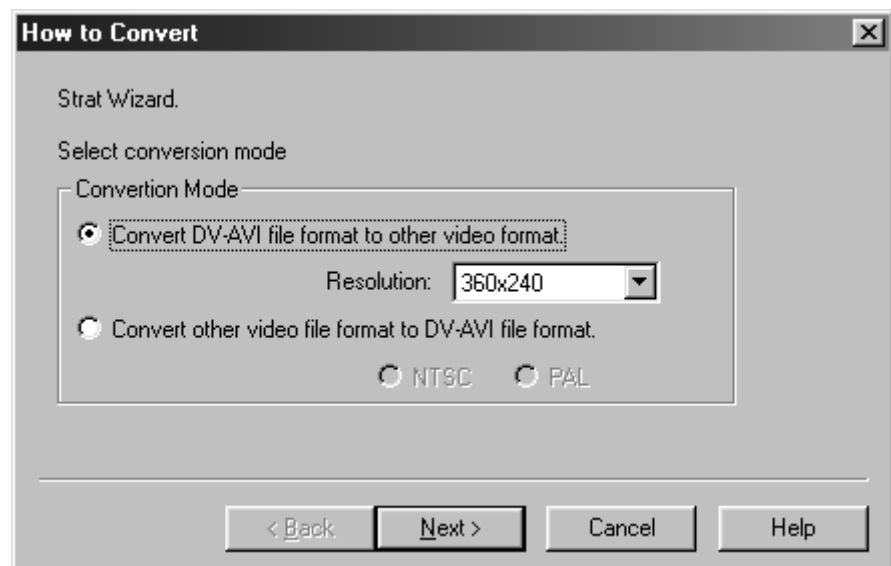 How to Convert
Strat Wizard.
Select conversion mode
Convertion Mode
Convert DV-AVI file format to other video format.
Resolution: 360x240
Convert other video file format to DV-AVI file format.
NTSC PAL
< Back Next > Cancel Help